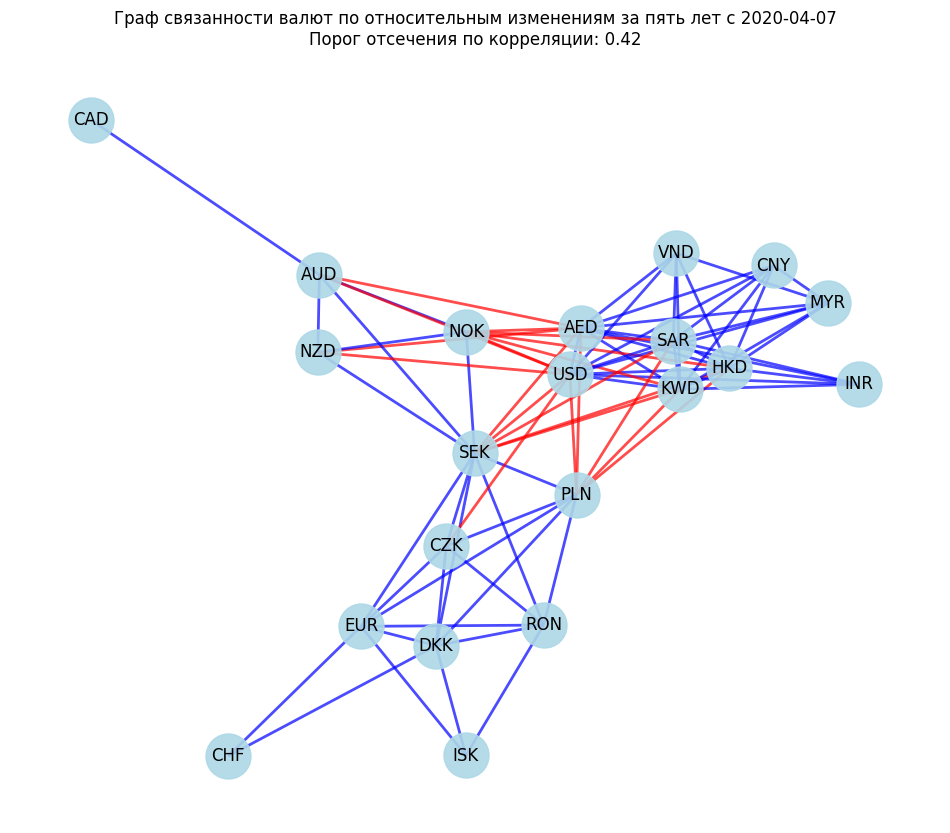 Граф связанности валют по относительным изменениям за пять лет с 2020-04-07
Порог отсечения по корреляции: 0.42
CAD
VND
CNY
AUD
MYR
NOK
AED
SAR
NZD
USD
HKD
KWD
INR
SEK
PLN
CZK
EUR
RON
DKK
CHF
ISK